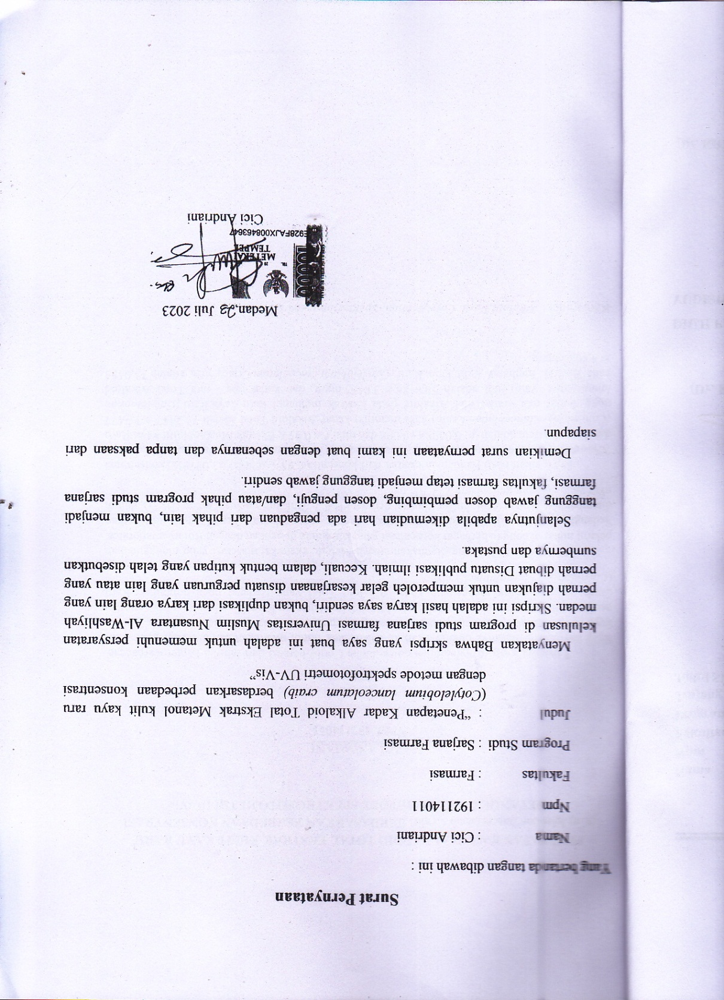 Surat Pernyataan
Yang bertanda tangan dibawah ini :
Nama : Cici Andriani
Npm : 192114011
Fakultas : Farmasi
Program Studi : Sarjana Farmasi
Judul : “Penetapan Kadar Alkaloid Total Ekstrak Metanol kulit kayu raru
(Cotylelobium lanceolatum craib) berdasarkan perbedaan konsentrasi
dengan metode spektrofotometri UV-Vis”
Menyatakan Bahwa skripsi yang saya buat ini adalah untuk memenuhi persyaratan
kelulusan di program studi sarjana farmasi Universitas Muslim Nusantara Al-Washliyah
medan. Skripsi ini adalah hasil karya saya sendiri, bukan duplikasi dari karya orang lain yang
pernah diajukan untuk memperoleh gelar kesarjanaan disuatu perguruan yang lain atau yang
pernah dibuat Disuatu publikasi ilmiah. Kecuali, dalam bentuk kutipan yang telah disebutkan
sumbernya dan pustaka.
Selanjutnya apabila dikemudian hari ada pengaduan dari pihak lain, bukan menjadi
tanggung jawab dosen pembimbing, dosen penguji, dan/atau pihak program studi sarjana
farmasi, fakultas farmasi tetap menjadi tanggung jawab sendiri.
Demikian surat pernyataan ini kami buat dengan sebenarnya dan tanpa paksaan dari
siapapun.
Medan, Juli 2023
10000
METERAI
TEMPEL
E928FAJX008463647
Cici Andriani